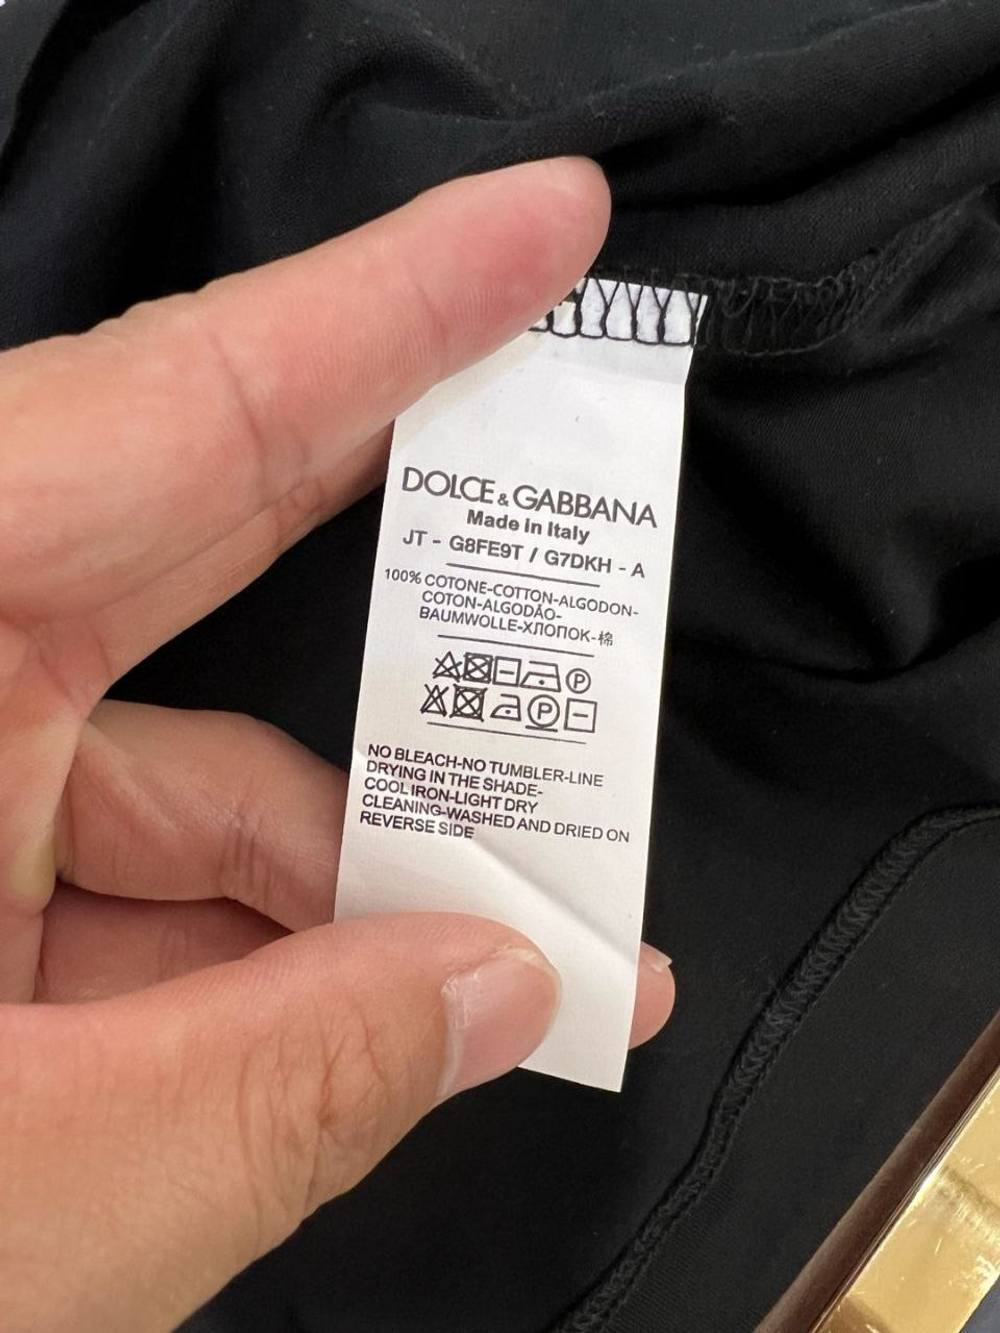 DOLCE & GABBANA
Made in Italy
JT - G8FE9T / G7DKH - A
100% COTONE-COTTON-ALGODON-
COTON-ALGODÃO-
BAUMWOLLE-ХЛОПОК-棉
P
P
NO BLEACH-NO TUMBLER-LINE
DRYING IN THE SHADE-
COOL IRON-LIGHT DRY
CLEANING-WASHED AND DRIED ON
REVERSE SIDE